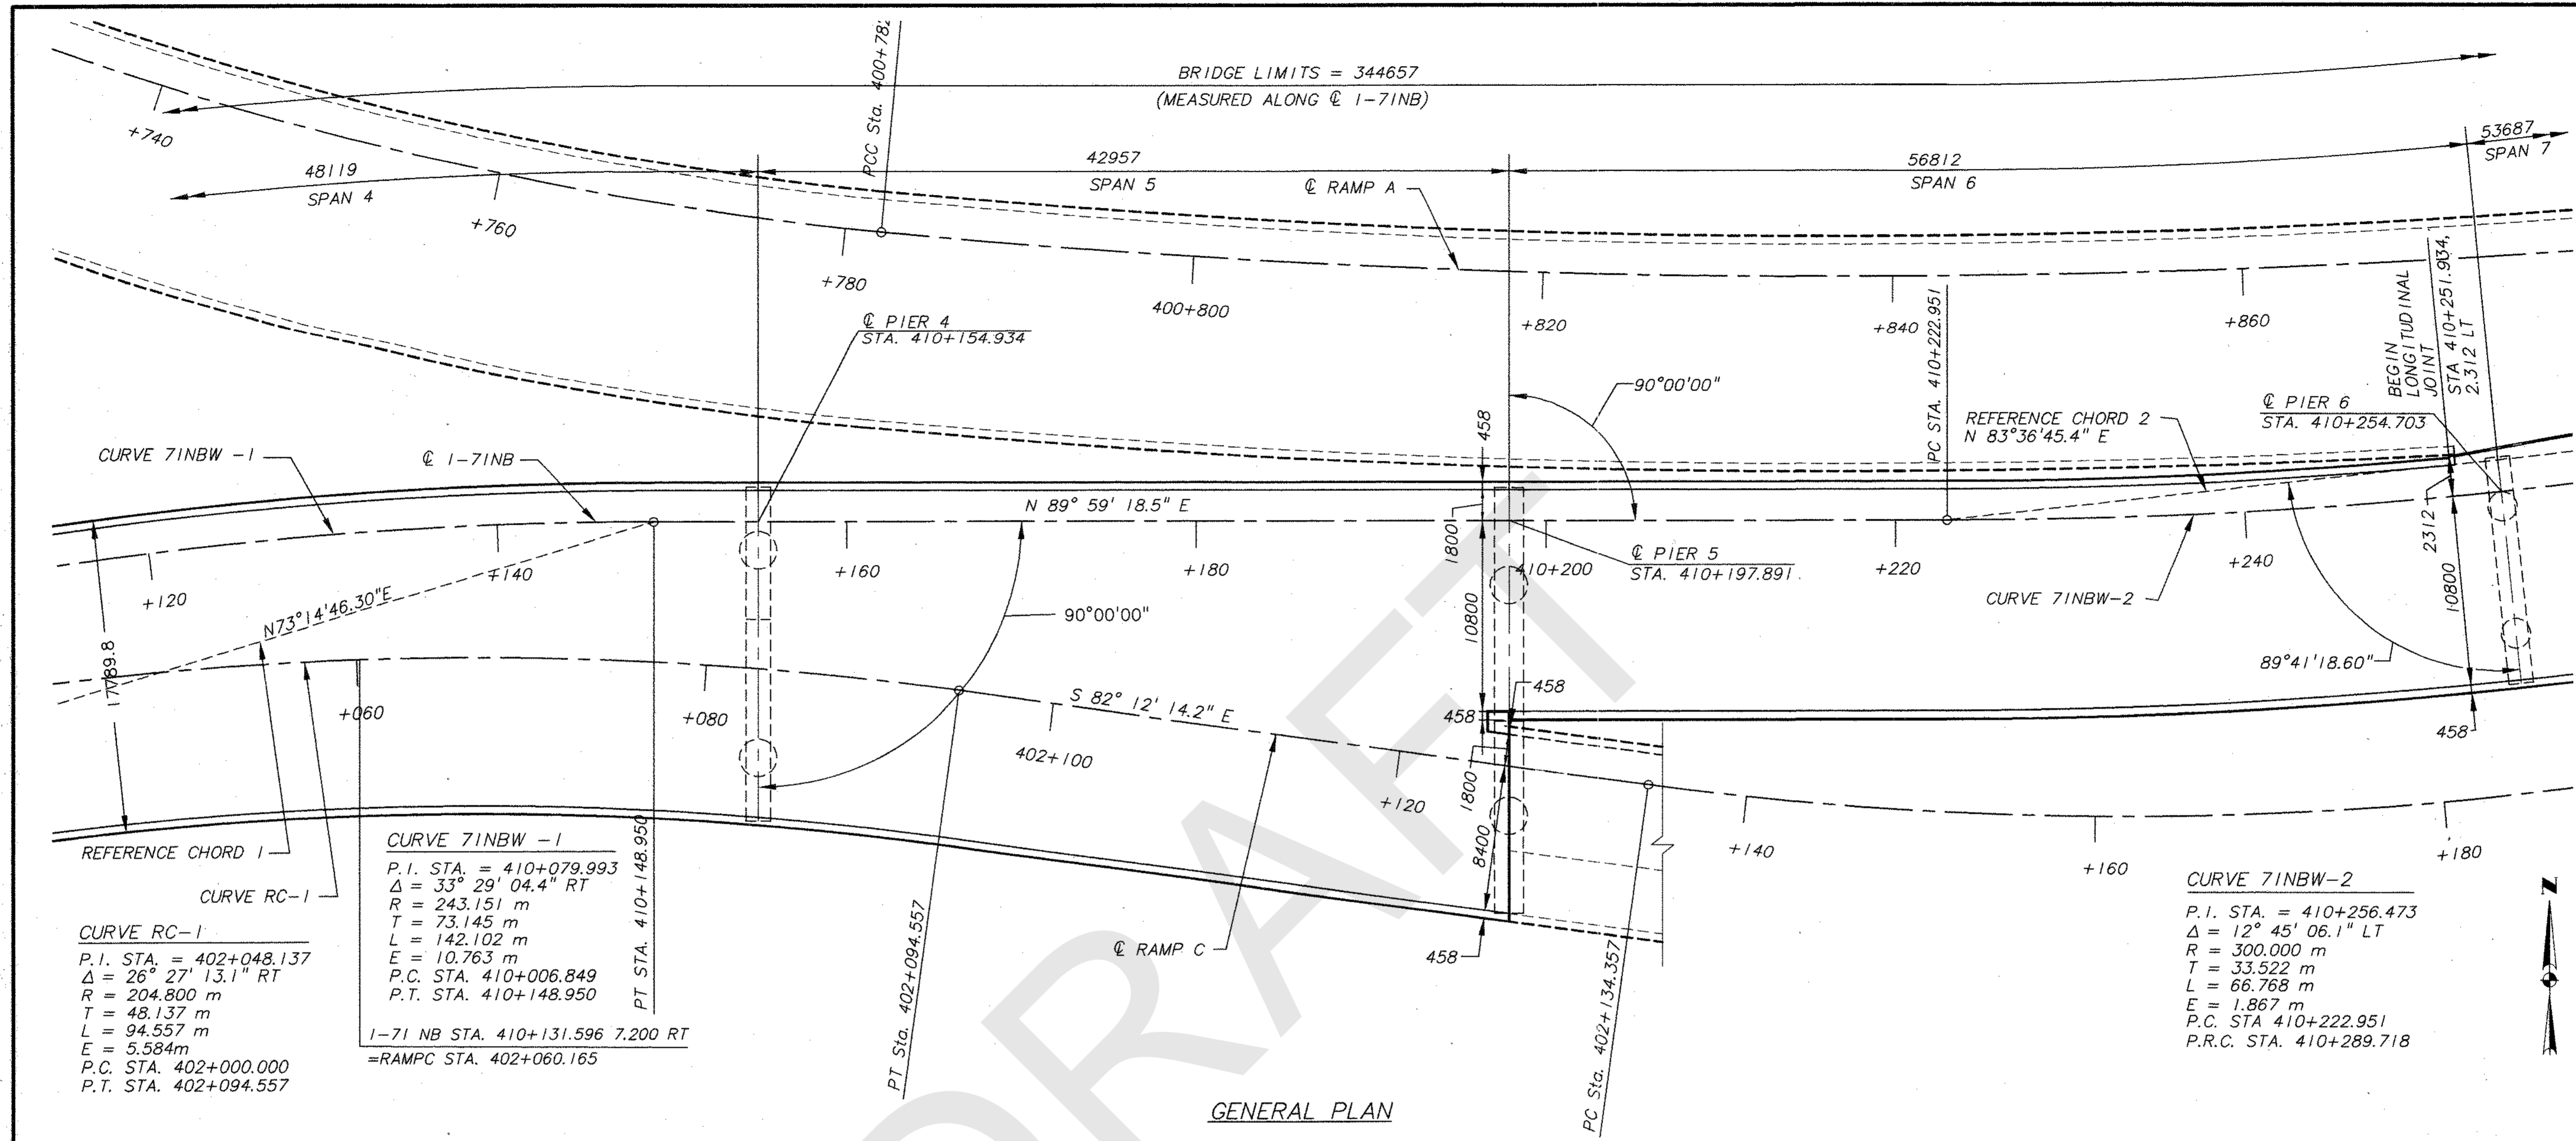 BRIDGE LIMITS = 344657
(MEASURED ALONG ℄ I-71NB)
PCC Sta. 400+782
48119
SPAN 4
42957
SPAN 5
56812
SPAN 6
53687
SPAN 7
+740
+760
+780
400+800
+820
+840
+860
℄ RAMP A
℄ PIER 4
STA. 410+154.934
90°00'00"
PC STA. 410+222.951
BEGIN
LONGITUDINAL
JOINT
STA 410+251.934,
2.312 LT
REFERENCE CHORD 2
N 83°36'45.4" E
℄ PIER 6
STA. 410+254.703
CURVE 71NBW -1
℄ I-71NB
N 89° 59' 18.5" E
458
1800
10800
℄ PIER 5
STA. 410+197.891
+120
+140
+160
+180
410+200
+220
+240
CURVE 71NBW-2
2312
10800
89°41'18.60"
458
N73°14'46.30"E
17789.8
90°00'00"
+060
+080
S 82° 12' 14.2" E
402+100
+120
458
458
1800
8400
458
+140
+160
+180
REFERENCE CHORD 1
CURVE RC-1
℄ RAMP C
PT STA. 410+148.950
PT Sta. 402+094.557
PC Sta. 402+134.357
CURVE RC-1
P.I. STA. = 402+048.137
Δ = 26° 27' 13.1" RT
R = 204.800 m
T = 48.137 m
L = 94.557 m
E = 5.584m
P.C. STA. 402+000.000
P.T. STA. 402+094.557
CURVE 71NBW -1
P.I. STA. = 410+079.993
Δ = 33° 29' 04.4" RT
R = 243.151 m
T = 73.145 m
L = 142.102 m
E = 10.763 m
P.C. STA. 410+006.849
P.T. STA. 410+148.950
I-71 NB STA. 410+131.596 7.200 RT
=RAMPC STA. 402+060.165
CURVE 71NBW-2
P.I. STA. = 410+256.473
Δ = 12° 45' 06.1" LT
R = 300.000 m
T = 33.522 m
L = 66.768 m
E = 1.867 m
P.C. STA 410+222.951
P.R.C. STA. 410+289.718
N
GENERAL PLAN
DRAFT